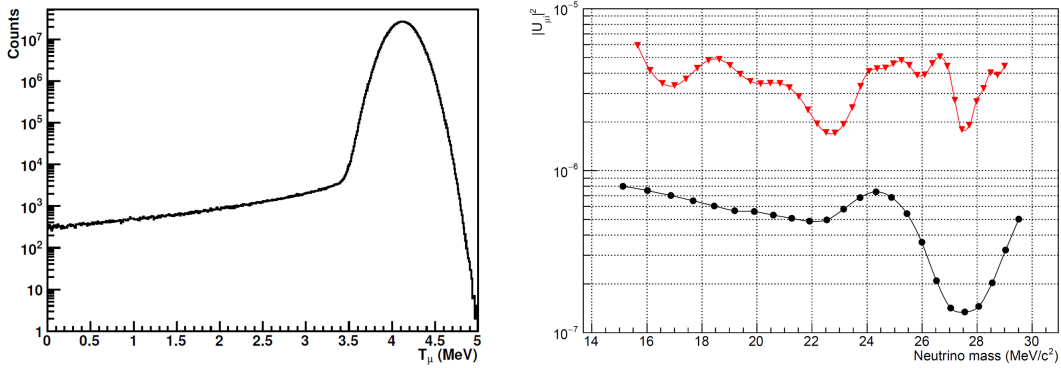 Counts
10⁷
10⁶
10⁵
10⁴
10³
10²
10
1
0 0.5 1 1.5 2 2.5 3 3.5 4 4.5 5
T_μ (MeV)
|U_μi|²
10⁻⁵
10⁻⁶
10⁻⁷
14 16 18 20 22 24 26 28 30
Neutrino mass (MeV/c²)